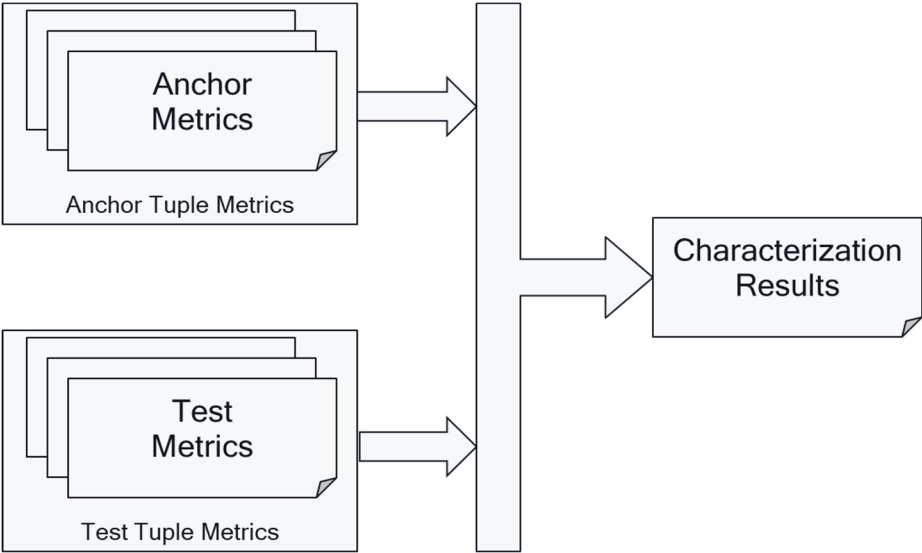 Anchor
Metrics
Anchor Tuple Metrics
Characterization
Results
Test
Metrics
Test Tuple Metrics